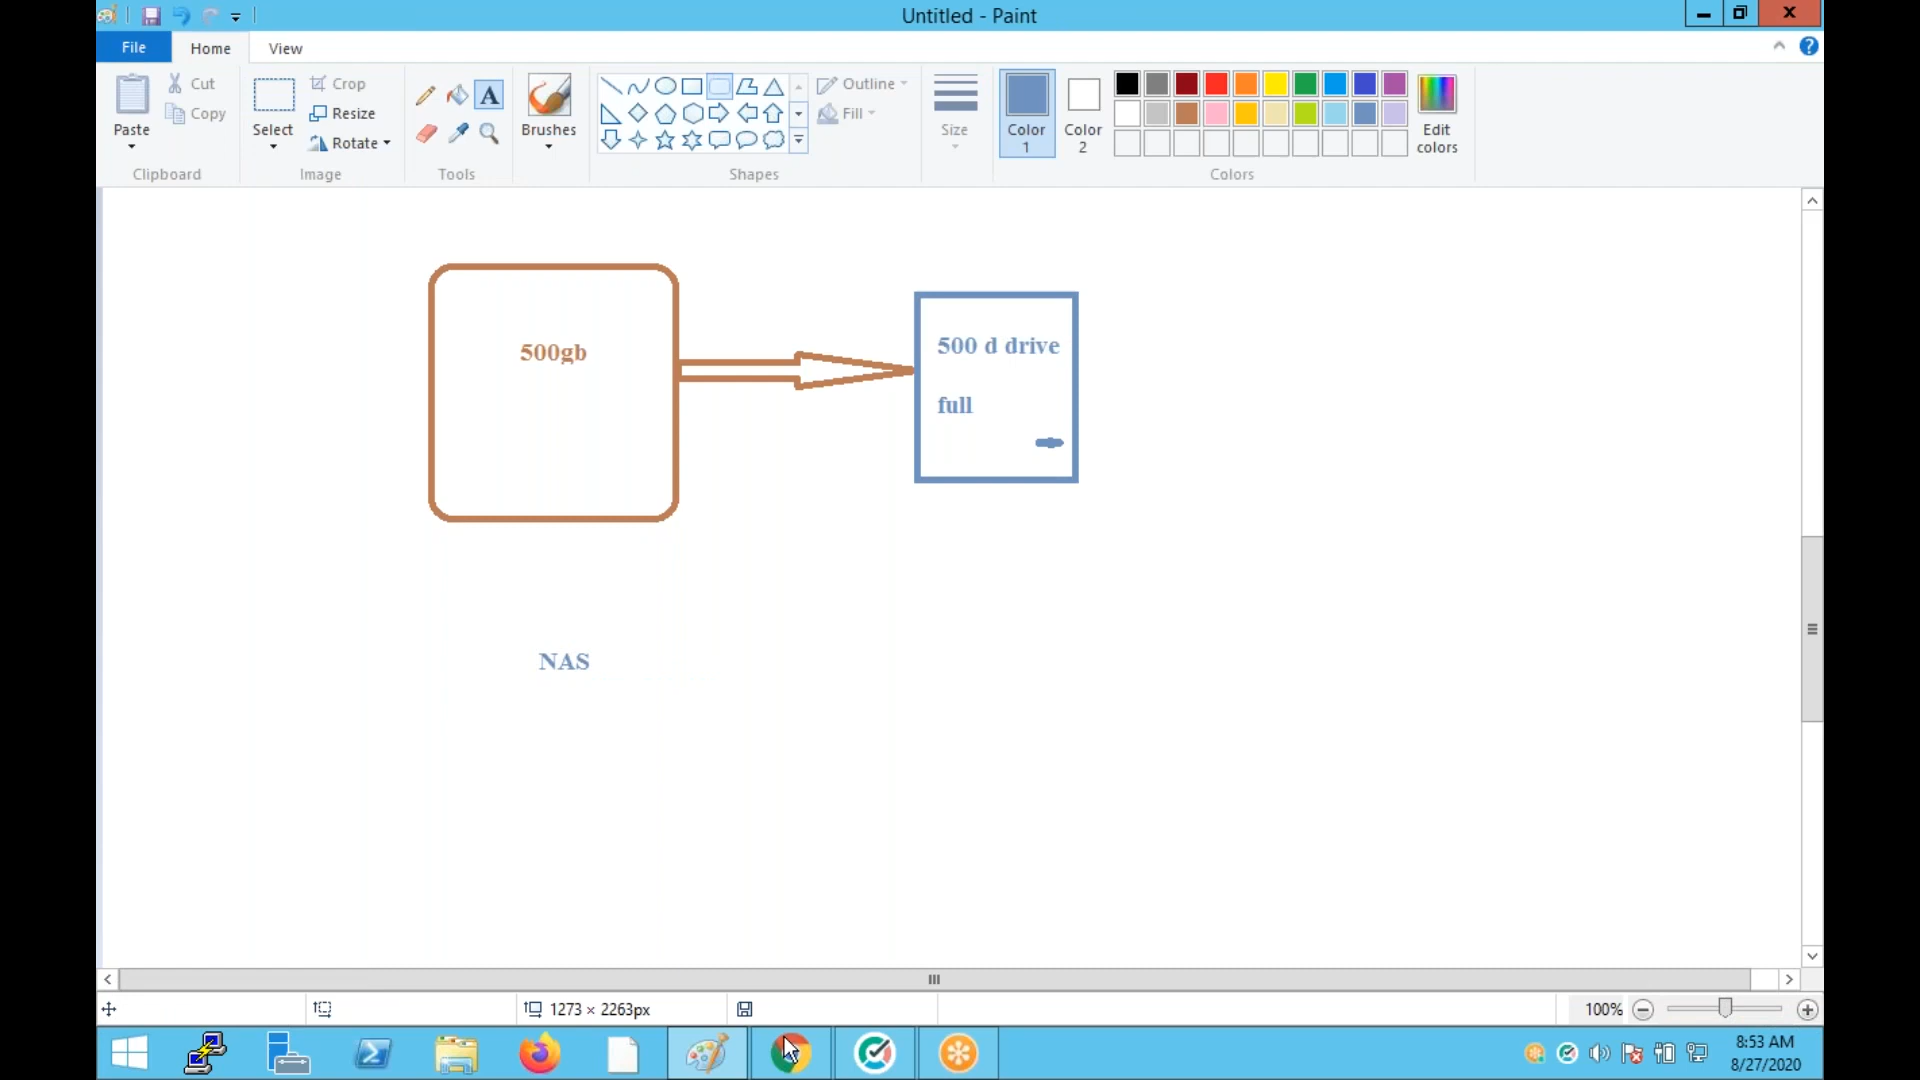 Untitled - Paint
File
Home
View
Paste
Cut
Copy
Clipboard
Select
Crop
Resize
Rotate
Image
A
Tools
Brushes
Shapes
Outline
Fill
Size
Color
1
Color
2
Edit
colors
Colors
500gb
500 d drive
full
NAS
1273 × 2263px
100%
8:53 AM
8/27/2020